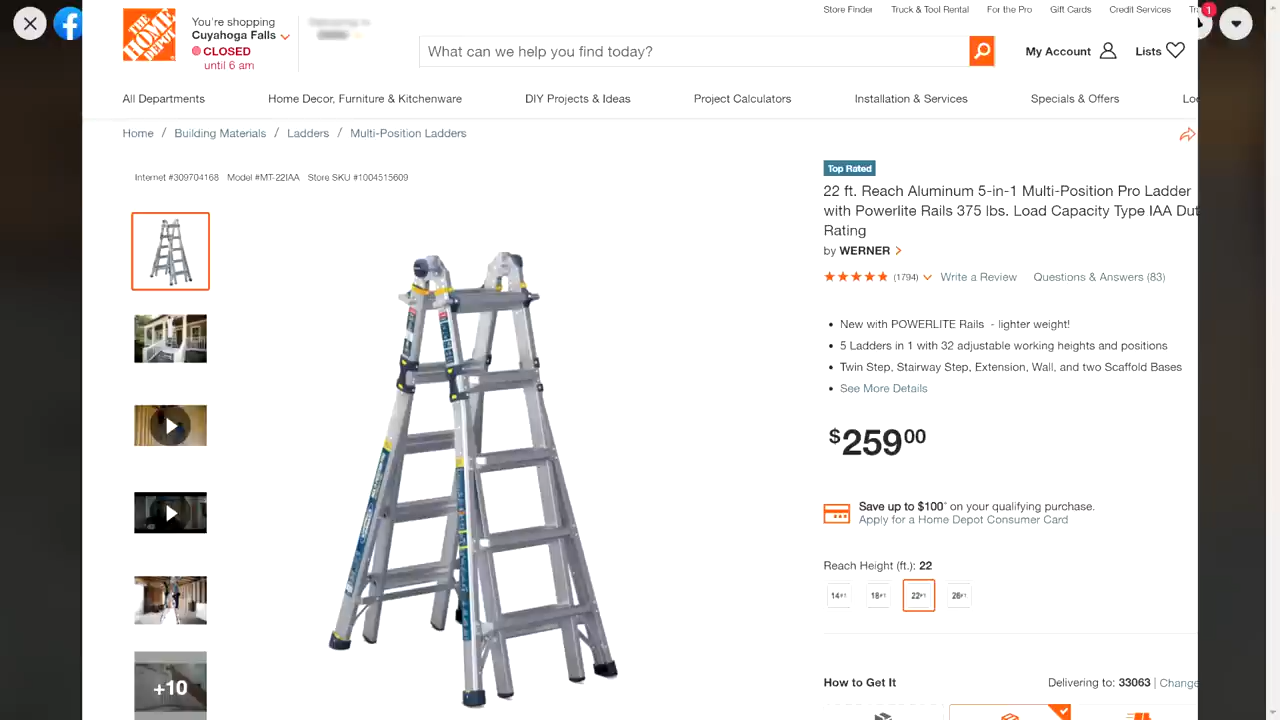 THE HOME DEPOT
You're shopping
Cuyahoga Falls
CLOSED
until 6 am
Store Finder
Truck & Tool Rental
For the Pro
Gift Cards
Credit Services
1
What can we help you find today?
My Account
Lists
All Departments
Home Decor, Furniture & Kitchenware
DIY Projects & Ideas
Project Calculators
Installation & Services
Specials & Offers
Home / Building Materials / Ladders / Multi-Position Ladders
Internet #309704168 Model #MT-22IAA Store SKU #1004515609
+10
Top Rated
22 ft. Reach Aluminum 5-in-1 Multi-Position Pro Ladder
with Powerlite Rails 375 lbs. Load Capacity Type IAA Dut
Rating
by WERNER
(1794) Write a Review Questions & Answers (83)
• New with POWERLITE Rails - lighter weight!
• 5 Ladders in 1 with 32 adjustable working heights and positions
• Twin Step, Stairway Step, Extension, Wall, and two Scaffold Bases
• See More Details
$259 00
Save up to $100* on your qualifying purchase.
Apply for a Home Depot Consumer Card
Reach Height (ft.): 22
14 FT 18 FT 22 FT 26 FT
How to Get It
Delivering to: 33063 | Change